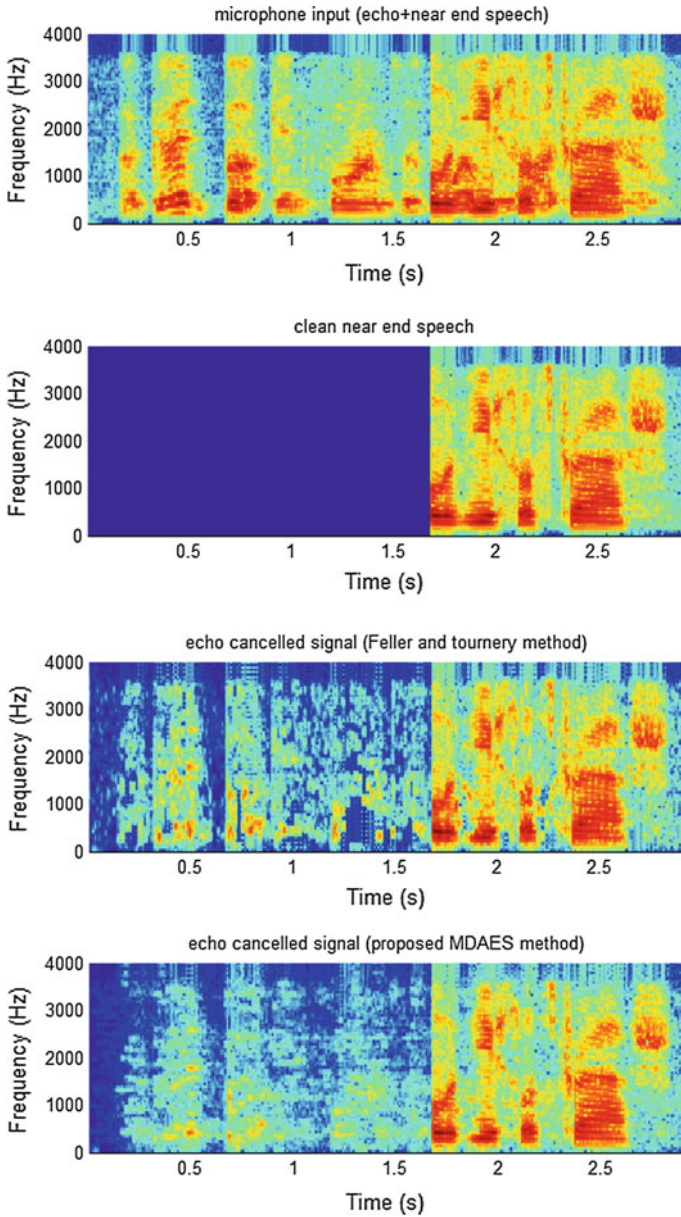 microphone input (echo+near end speech)
Frequency (Hz)
4000
3000
2000
1000
0
0.5 1 1.5 2 2.5
Time (s)
clean near end speech
Frequency (Hz)
4000
3000
2000
1000
0
0.5 1 1.5 2 2.5
Time (s)
echo cancelled signal (Feller and tournery method)
Frequency (Hz)
4000
3000
2000
1000
0
0.5 1 1.5 2 2.5
Time (s)
echo cancelled signal (proposed MDAES method)
Frequency (Hz)
4000
3000
2000
1000
0
0.5 1 1.5 2 2.5
Time (s)